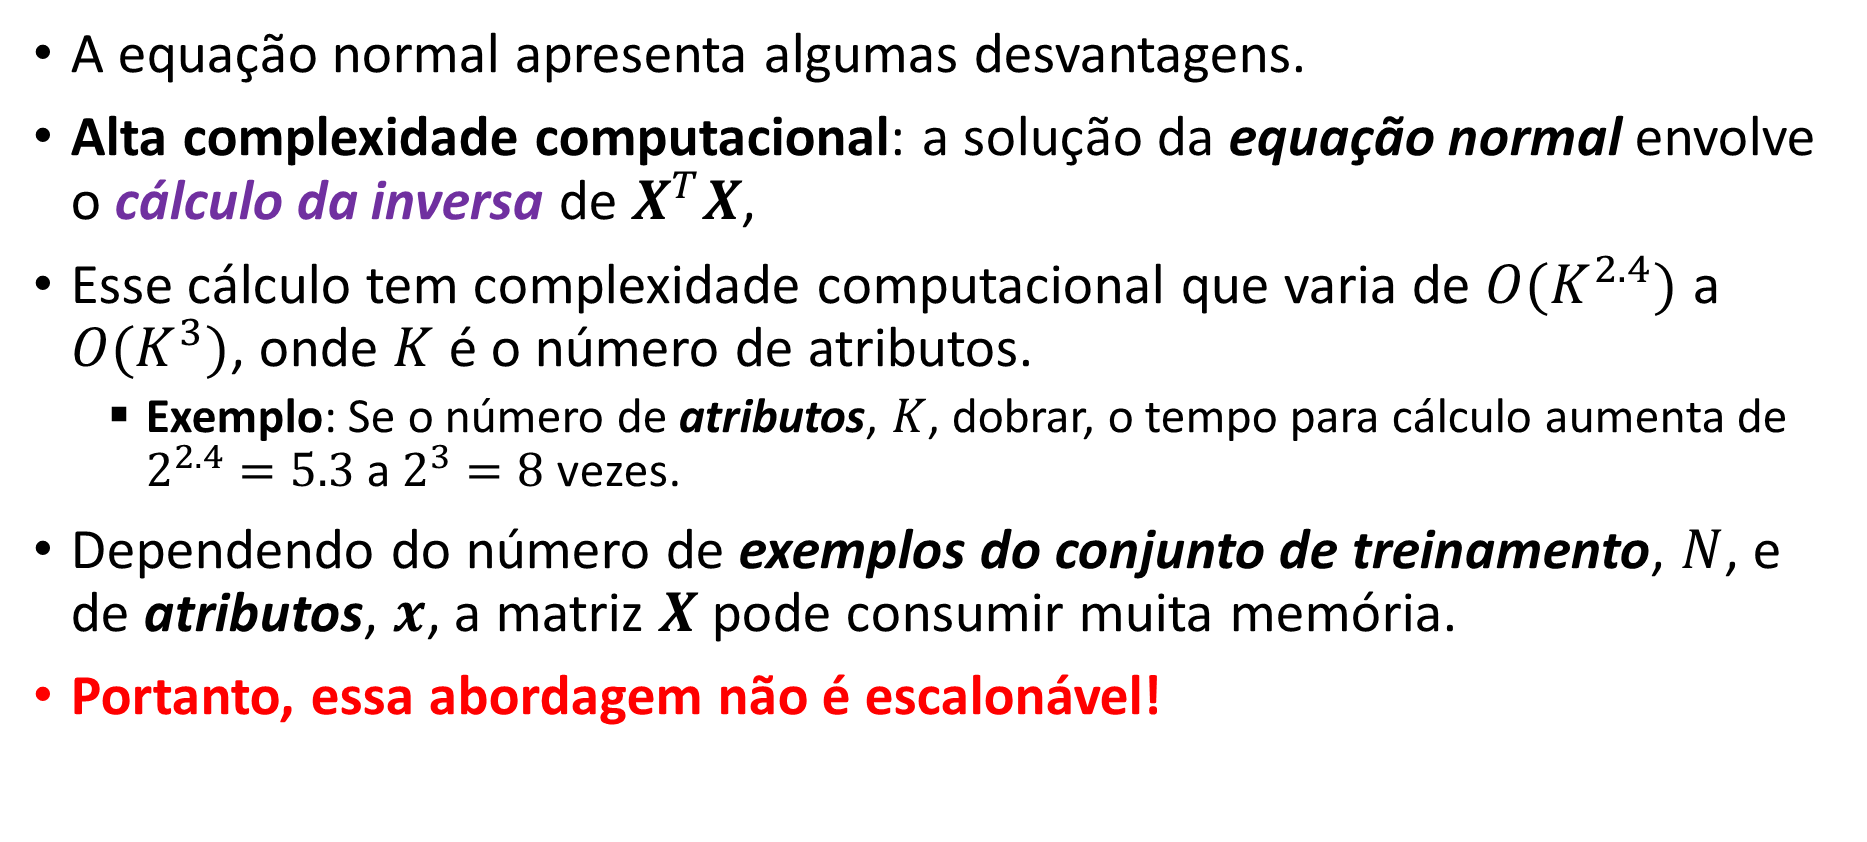 • A equação normal apresenta algumas desvantagens.
• Alta complexidade computacional: a solução da equação normal envolve
o cálculo da inversa de 𝑿ᵀ𝑿,
• Esse cálculo tem complexidade computacional que varia de O(K^2.4) a
O(K^3), onde K é o número de atributos.
▪ Exemplo: Se o número de atributos, K, dobrar, o tempo para cálculo aumenta de
2^2.4 = 5.3 a 2^3 = 8 vezes.
• Dependendo do número de exemplos do conjunto de treinamento, N, e
de atributos, x, a matriz X pode consumir muita memória.
• Portanto, essa abordagem não é escalonável!